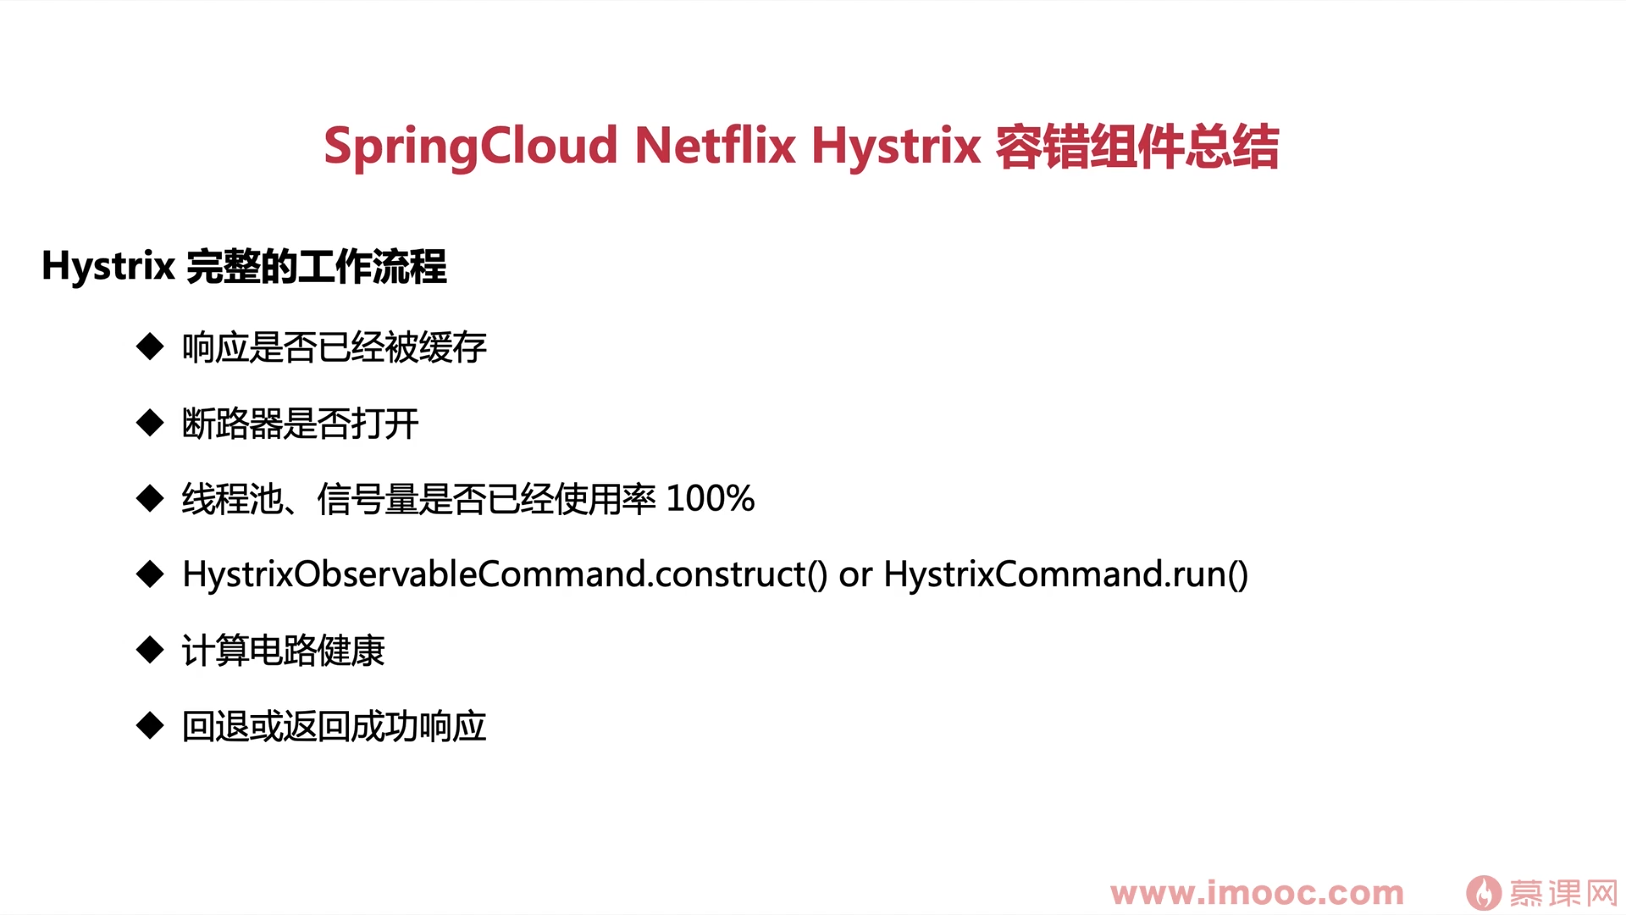 SpringCloud Netflix Hystrix 容错组件总结
Hystrix 完整的工作流程
◆ 响应是否已经被缓存
◆ 断路器是否打开
◆ 线程池、信号量是否已经使用率 100%
◆ HystrixObservableCommand.construct() or HystrixCommand.run()
◆ 计算电路健康
◆ 回退或返回成功响应
www.imooc.com 慕课网